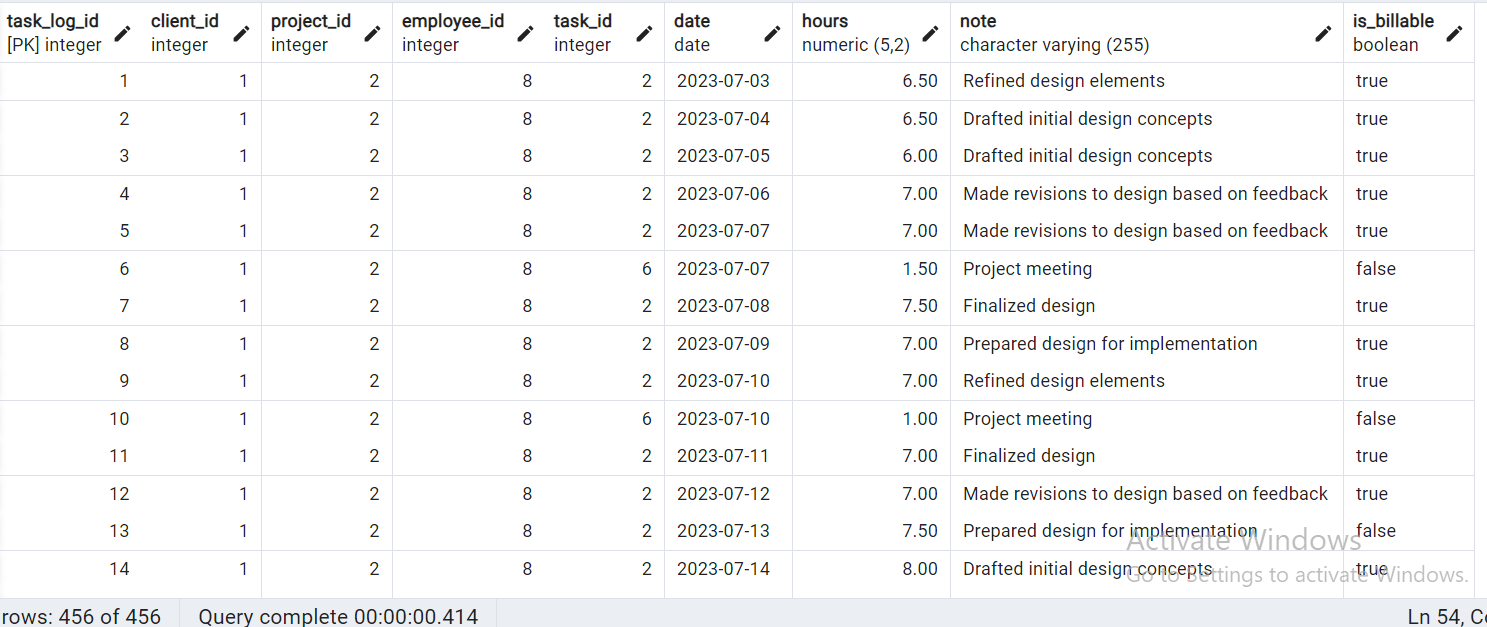 task_log_id client_id project_id employee_id task_id date hours note is_billable
[PK] integer integer integer integer integer date numeric (5,2) character varying (255) boolean
1 1 2 8 2 2023-07-03 6.50 Refined design elements true
2 1 2 8 2 2023-07-04 6.50 Drafted initial design concepts true
3 1 2 8 2 2023-07-05 6.00 Drafted initial design concepts true
4 1 2 8 2 2023-07-06 7.00 Made revisions to design based on feedback true
5 1 2 8 2 2023-07-07 7.00 Made revisions to design based on feedback true
6 1 2 8 6 2023-07-07 1.50 Project meeting false
7 1 2 8 2 2023-07-08 7.50 Finalized design true
8 1 2 8 2 2023-07-09 7.00 Prepared design for implementation true
9 1 2 8 2 2023-07-10 7.00 Refined design elements true
10 1 2 8 6 2023-07-10 1.00 Project meeting false
11 1 2 8 2 2023-07-11 7.00 Finalized design true
12 1 2 8 2 2023-07-12 7.00 Made revisions to design based on feedback true
13 1 2 8 2 2023-07-13 7.50 Prepared design for implementation false
Activate Windows
14 1 2 8 2 2023-07-14 8.00 Drafted initial design concepts true
Go to Settings to activate Windows.
rows: 456 of 456 Query complete 00:00:00.414 Ln 54,